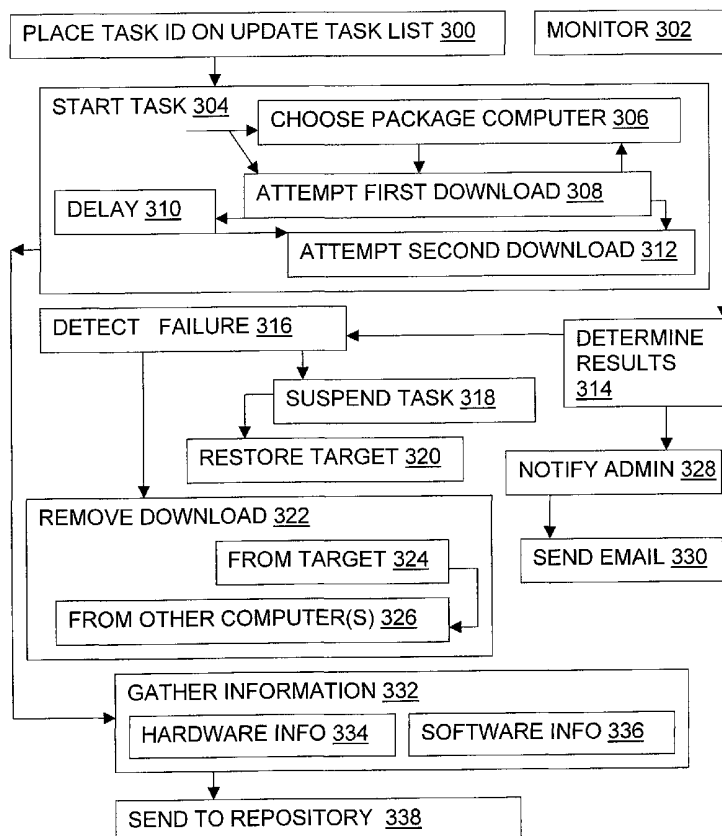 PLACE TASK ID ON UPDATE TASK LIST 300
MONITOR 302
START TASK 304
CHOOSE PACKAGE COMPUTER 306
ATTEMPT FIRST DOWNLOAD 308
DELAY 310
ATTEMPT SECOND DOWNLOAD 312
DETECT FAILURE 316
DETERMINE
RESULTS
314
SUSPEND TASK 318
RESTORE TARGET 320
NOTIFY ADMIN 328
REMOVE DOWNLOAD 322
FROM TARGET 324
SEND EMAIL 330
FROM OTHER COMPUTER(S) 326
GATHER INFORMATION 332
HARDWARE INFO 334
SOFTWARE INFO 336
SEND TO REPOSITORY 338